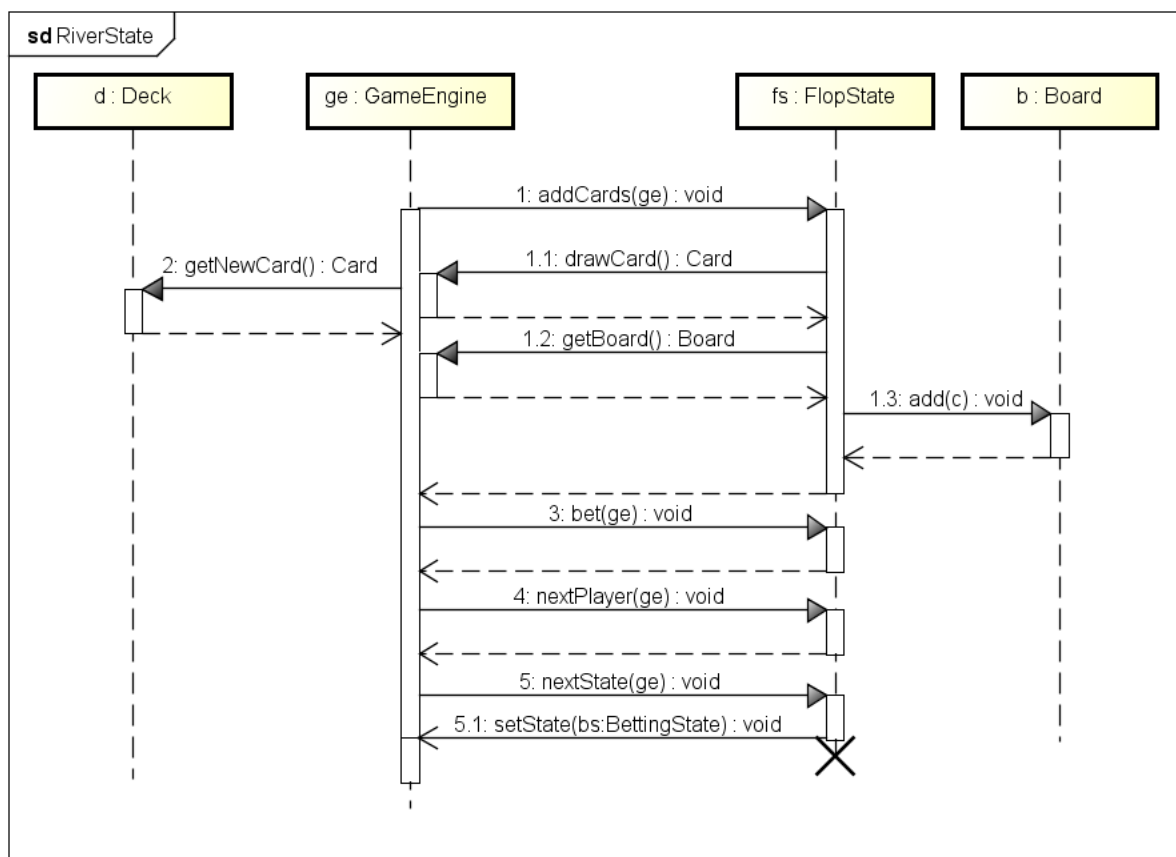 sd RiverState
d : Deck
ge : GameEngine
fs : FlopState
b : Board
1: addCards(ge) : void
1.1: drawCard() : Card
2: getNewCard() : Card
1.2: getBoard() : Board
1.3: add(c) : void
3: bet(ge) : void
4: nextPlayer(ge) : void
5: nextState(ge) : void
5.1: setState(bs:BettingState) : void